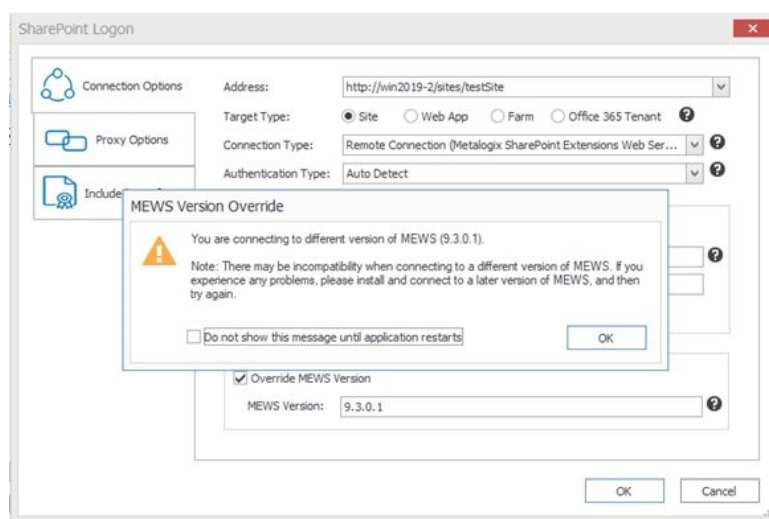 SharePoint Logon
Connection Options
Proxy Options
Address:
http://win2019-2/sites/testSite
Target Type:
Site
Web App
Farm
Office 365 Tenant
Connection Type:
Remote Connection (Metalogix SharePoint Extensions Web Ser...
Authentication Type:
Auto Detect
MEWS Version Override
You are connecting to different version of MEWS (9.3.0.1).
Note: There may be incompatibility when connecting to a different version of MEWS. If you
experience any problems, please install and connect to a later version of MEWS, and then
try again.
Do not show this message until application restarts
OK
Override MEWS Version
MEWS Version:
9.3.0.1
OK
Cancel